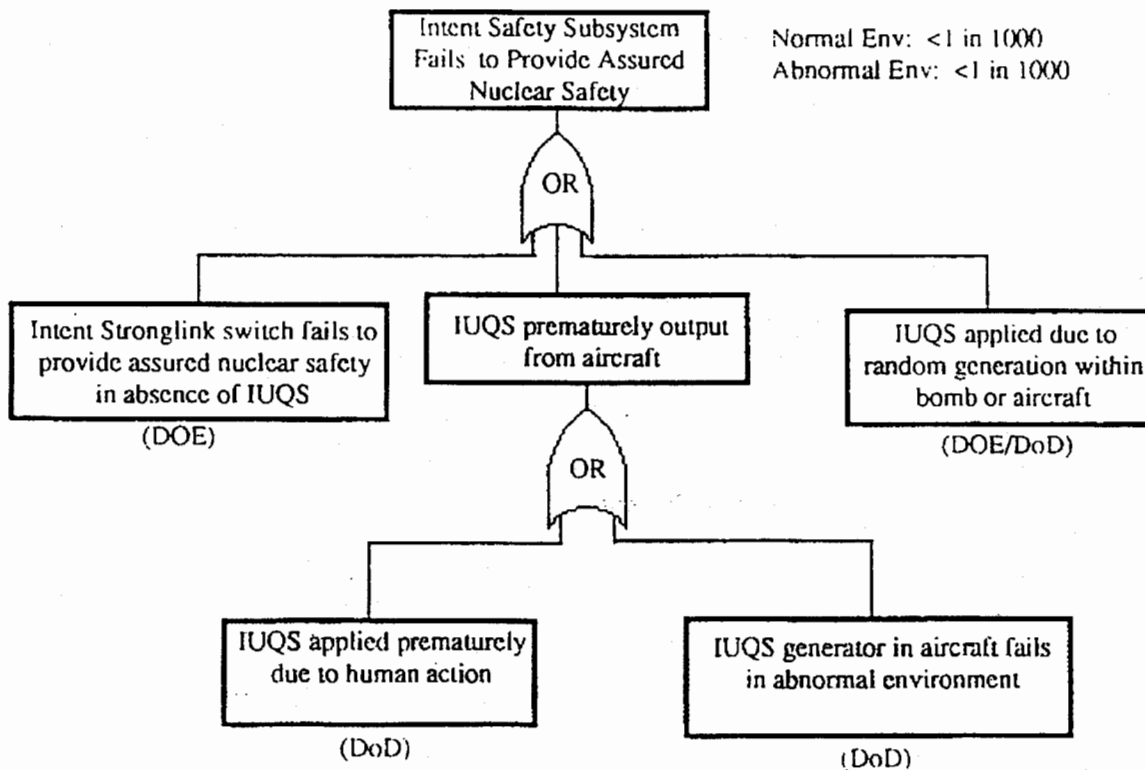 Intent Safety Subsystem
Fails to Provide Assured
Nuclear Safety
Normal Env: <1 in 1000
Abnormal Env: <1 in 1000
OR
Intent Stronglink switch fails to
provide assured nuclear safety
in absence of IUQS
(DOE)
IUQS prematurely output
from aircraft
IUQS applied due to
random generation within
bomb or aircraft
(DOE/DoD)
OR
IUQS applied prematurely
due to human action
(DoD)
IUQS generator in aircraft fails
in abnormal environment
(DoD)